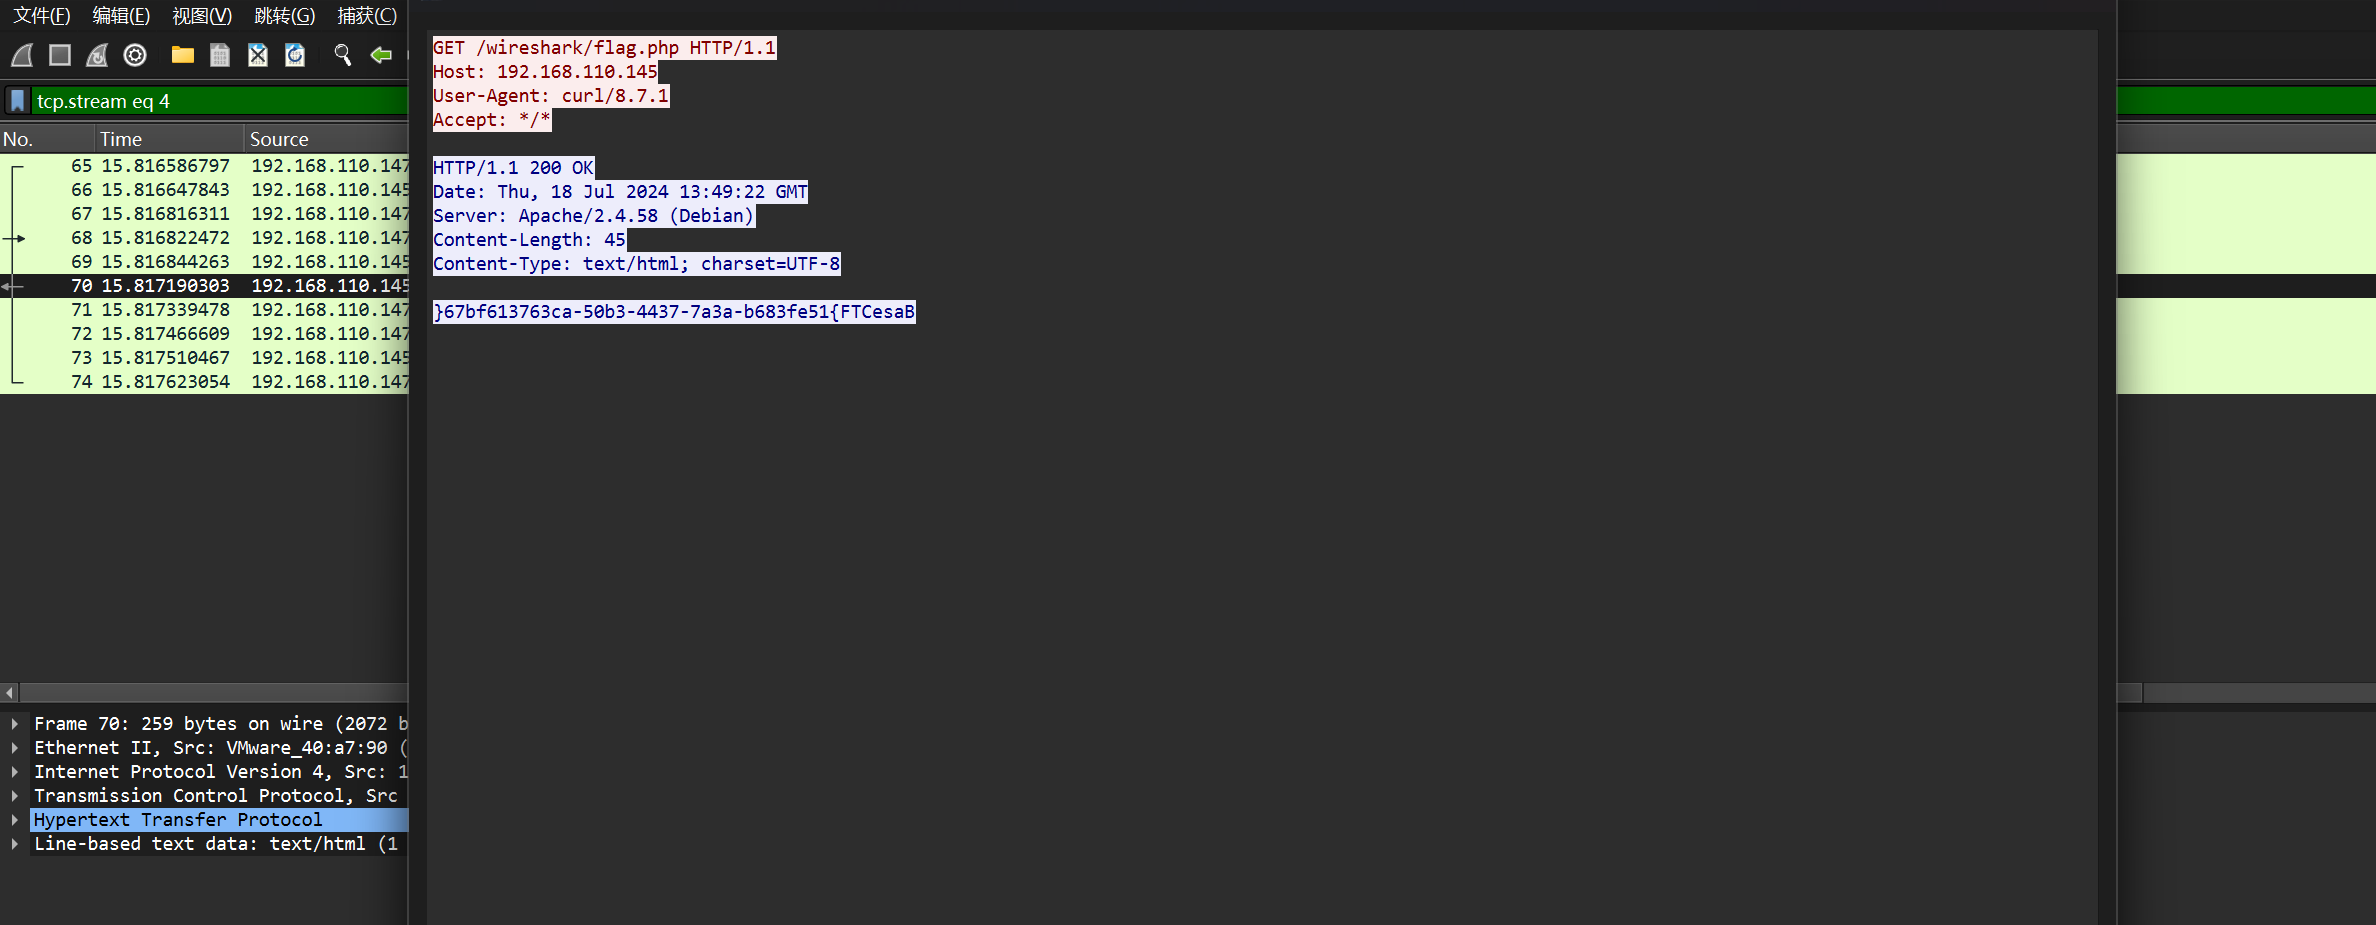 文件(F) 编辑(E) 视图(V) 跳转(G) 捕获(C)
tcp.stream eq 4
No. Time Source
65 15.816586797 192.168.110.147
66 15.816647843 192.168.110.145
67 15.816816311 192.168.110.147
68 15.816822472 192.168.110.147
69 15.816844263 192.168.110.145
70 15.817190303 192.168.110.145
71 15.817339478 192.168.110.147
72 15.817466609 192.168.110.147
73 15.817510467 192.168.110.145
74 15.817623054 192.168.110.147
Frame 70: 259 bytes on wire (2072 b
Ethernet II, Src: VMware_40:a7:90 (
Internet Protocol Version 4, Src: 1
Transmission Control Protocol, Src
Hypertext Transfer Protocol
Line-based text data: text/html (1
GET /wireshark/flag.php HTTP/1.1
Host: 192.168.110.145
User-Agent: curl/8.7.1
Accept: */*
HTTP/1.1 200 OK
Date: Thu, 18 Jul 2024 13:49:22 GMT
Server: Apache/2.4.58 (Debian)
Content-Length: 45
Content-Type: text/html; charset=UTF-8
}67bf613763ca-50b3-4437-7a3a-b683fe51{FTCesaB